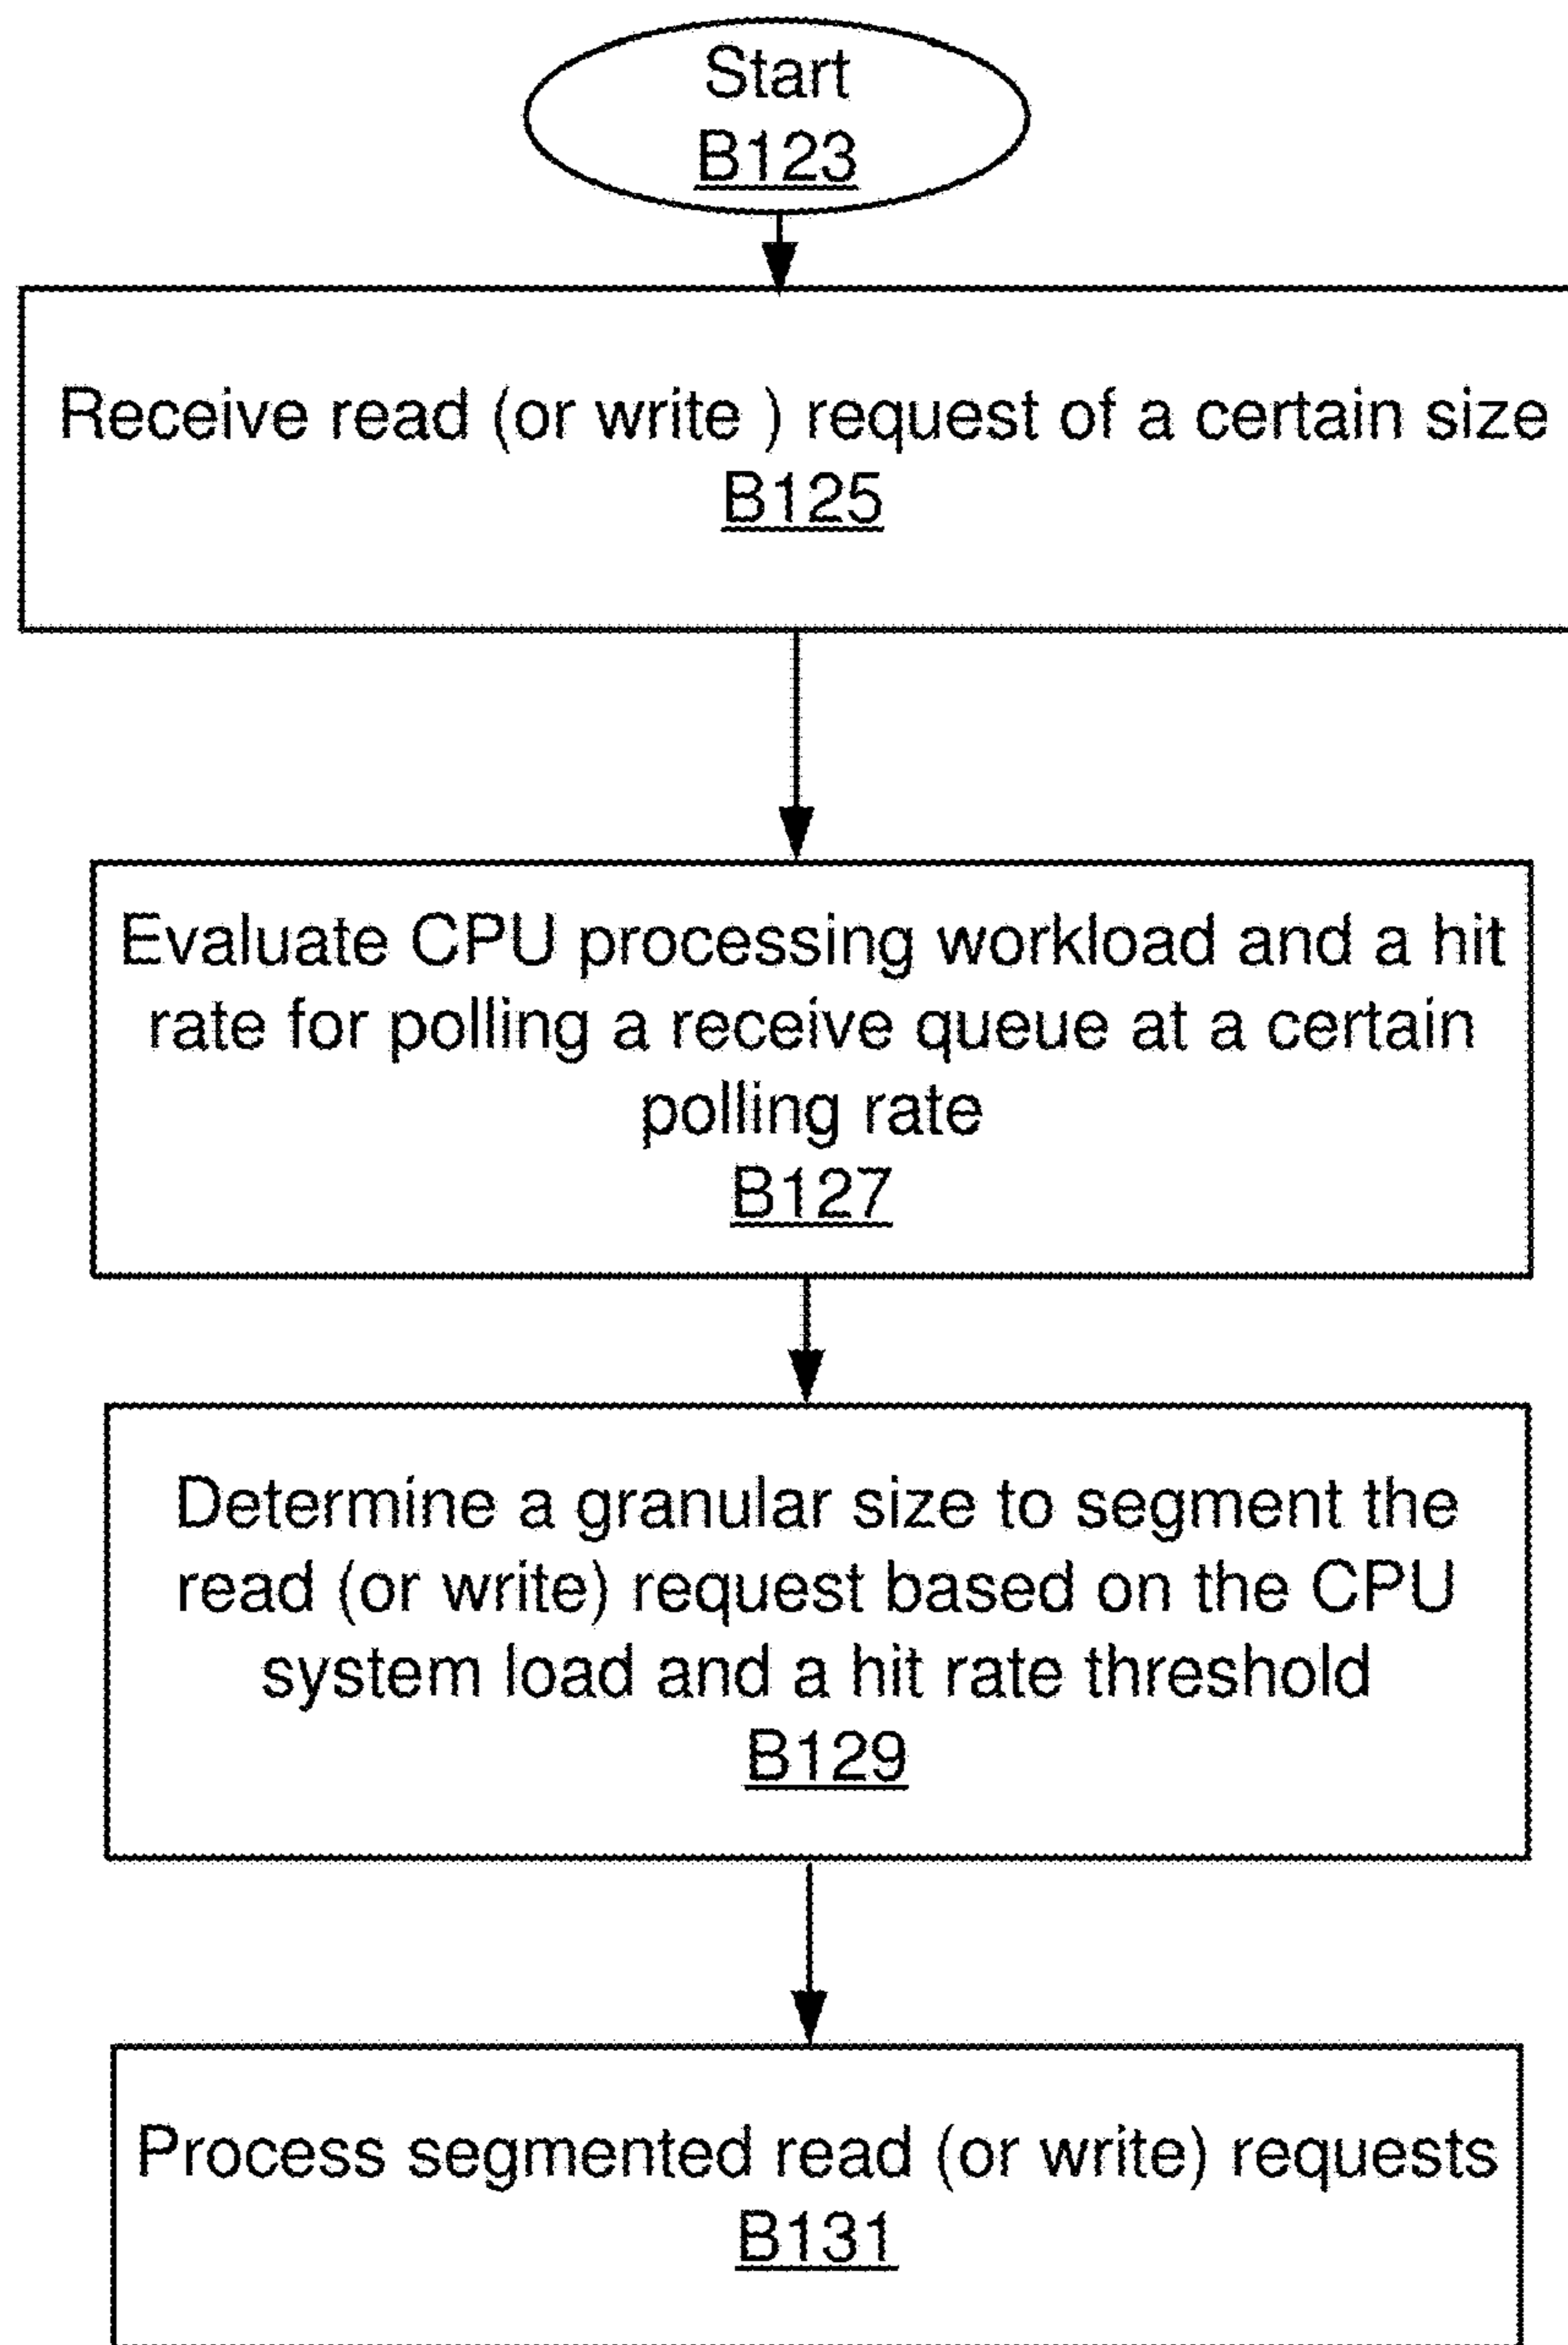 Start
B123
Receive read (or write ) request of a certain size
B125
Evaluate CPU processing workload and a hit
rate for polling a receive queue at a certain
polling rate
B127
Determine a granular size to segment the
read (or write) request based on the CPU
system load and a hit rate threshold
B129
Process segmented read (or write) requests
B131